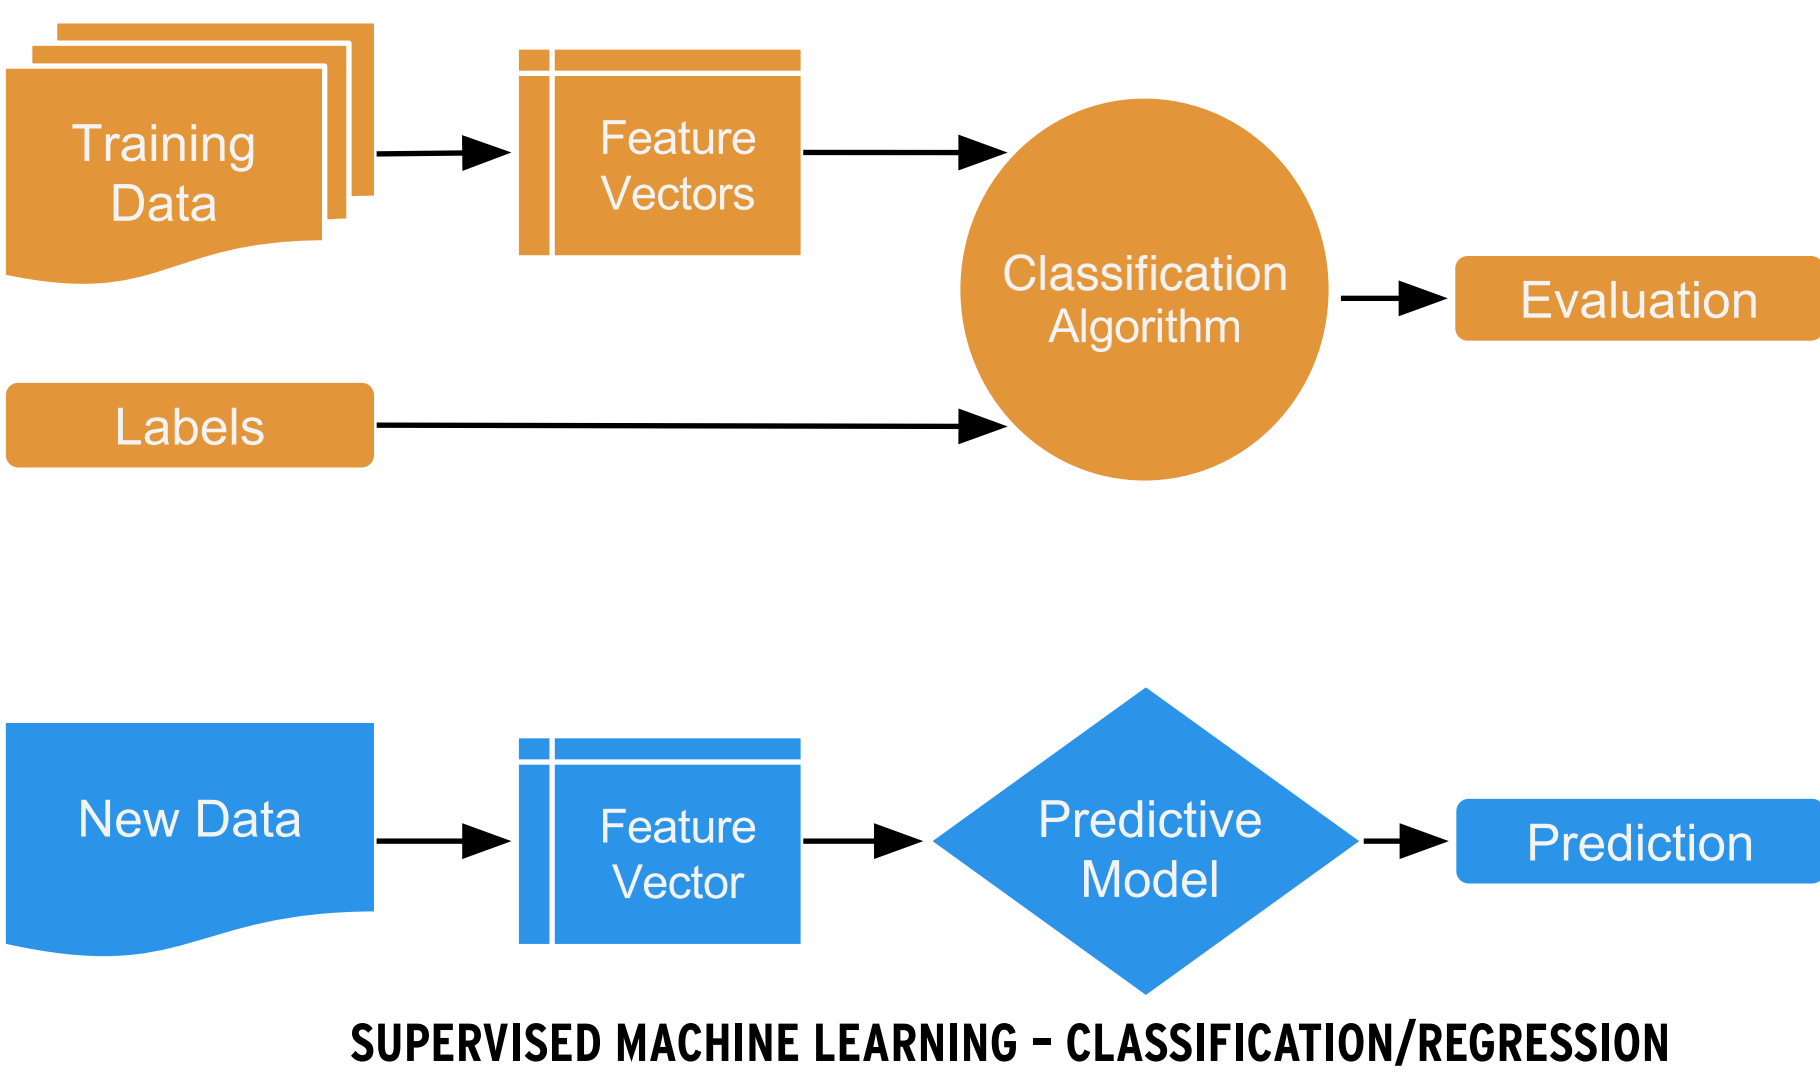 Training
Data
Feature
Vectors
Classification
Algorithm
Evaluation
Labels
New Data
Feature
Vector
Predictive
Model
Prediction
SUPERVISED MACHINE LEARNING – CLASSIFICATION/REGRESSION